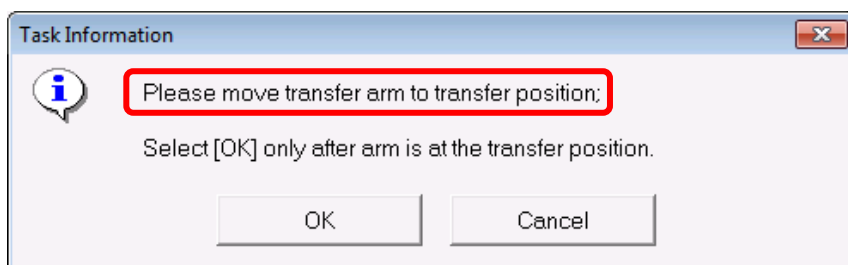 Task Information
Please move transfer arm to transfer position;
Select [OK] only after arm is at the transfer position.
OK
Cancel